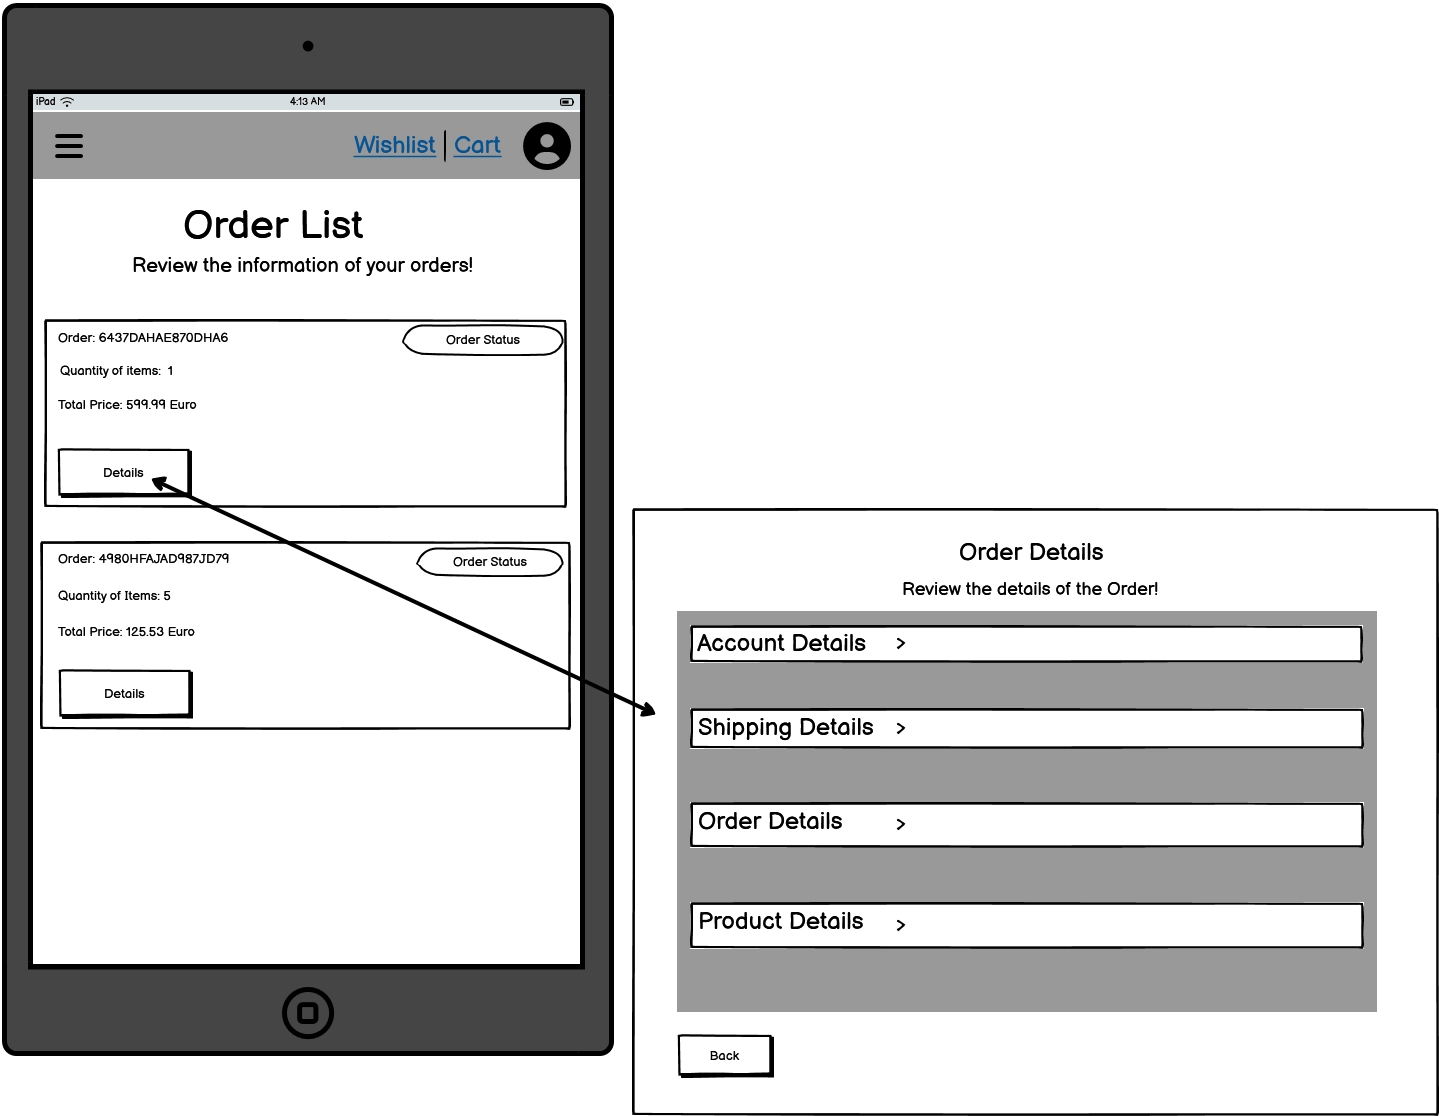 iPad
4:13 AM
Wishlist
Cart
Order List
Review the information of your orders!
Order: 6437DAHAE870DHA6
Order Status
Quantity of items: 1
Total Price: 599.99 Euro
Details
Order: 4980HFAJAD987JD79
Order Status
Quantity of Items: 5
Total Price: 125.53 Euro
Details
Order Details
Review the details of the Order!
Account Details >
Shipping Details >
Order Details >
Product Details >
Back